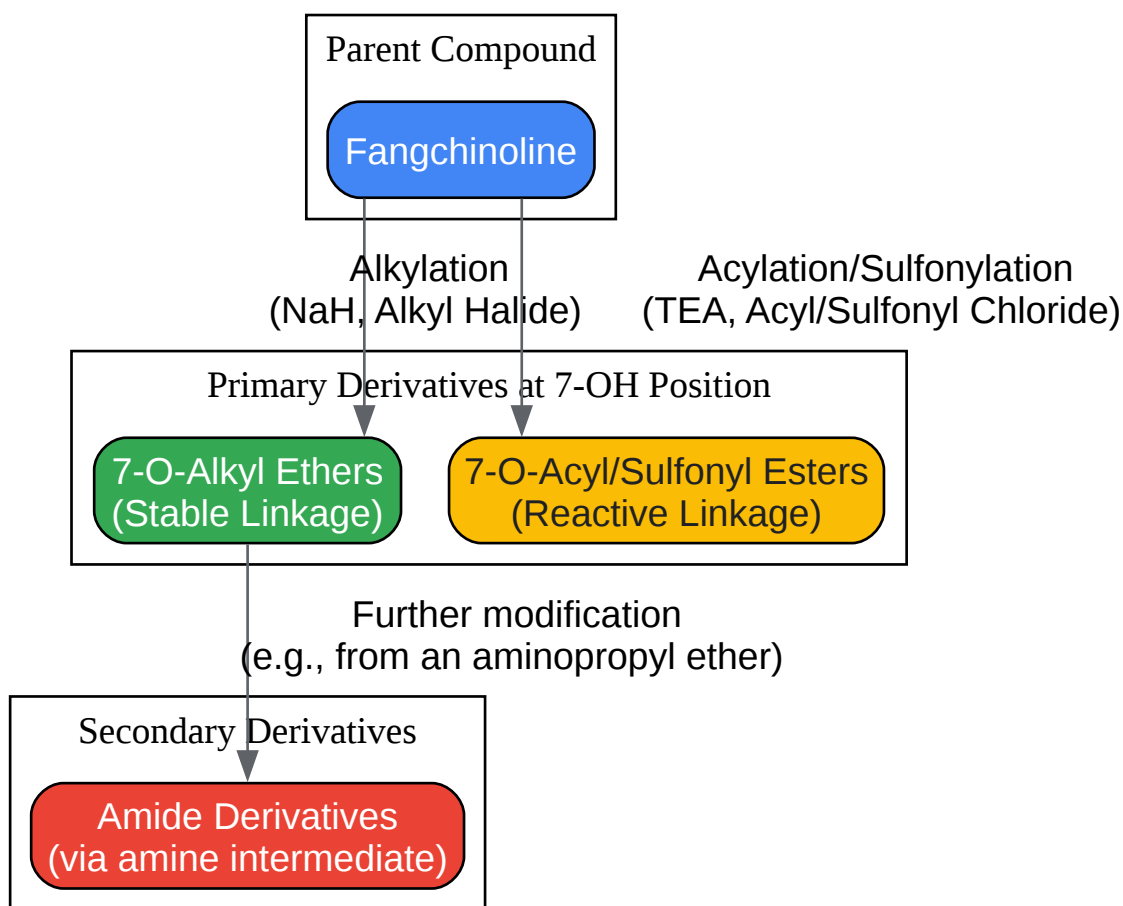 Parent Compound
Fangchinoline
Alkylation
(NaH, Alkyl Halide)
Acylation/Sulfonylation
(TEA, Acyl/Sulfonyl Chloride)
Primary Derivatives at 7-OH Position
7-O-Alkyl Ethers
(Stable Linkage)
7-O-Acyl/Sulfonyl Esters
(Reactive Linkage)
Further modification
(e.g., from an aminopropyl ether)
Secondary Derivatives
Amide Derivatives
(via amine intermediate)